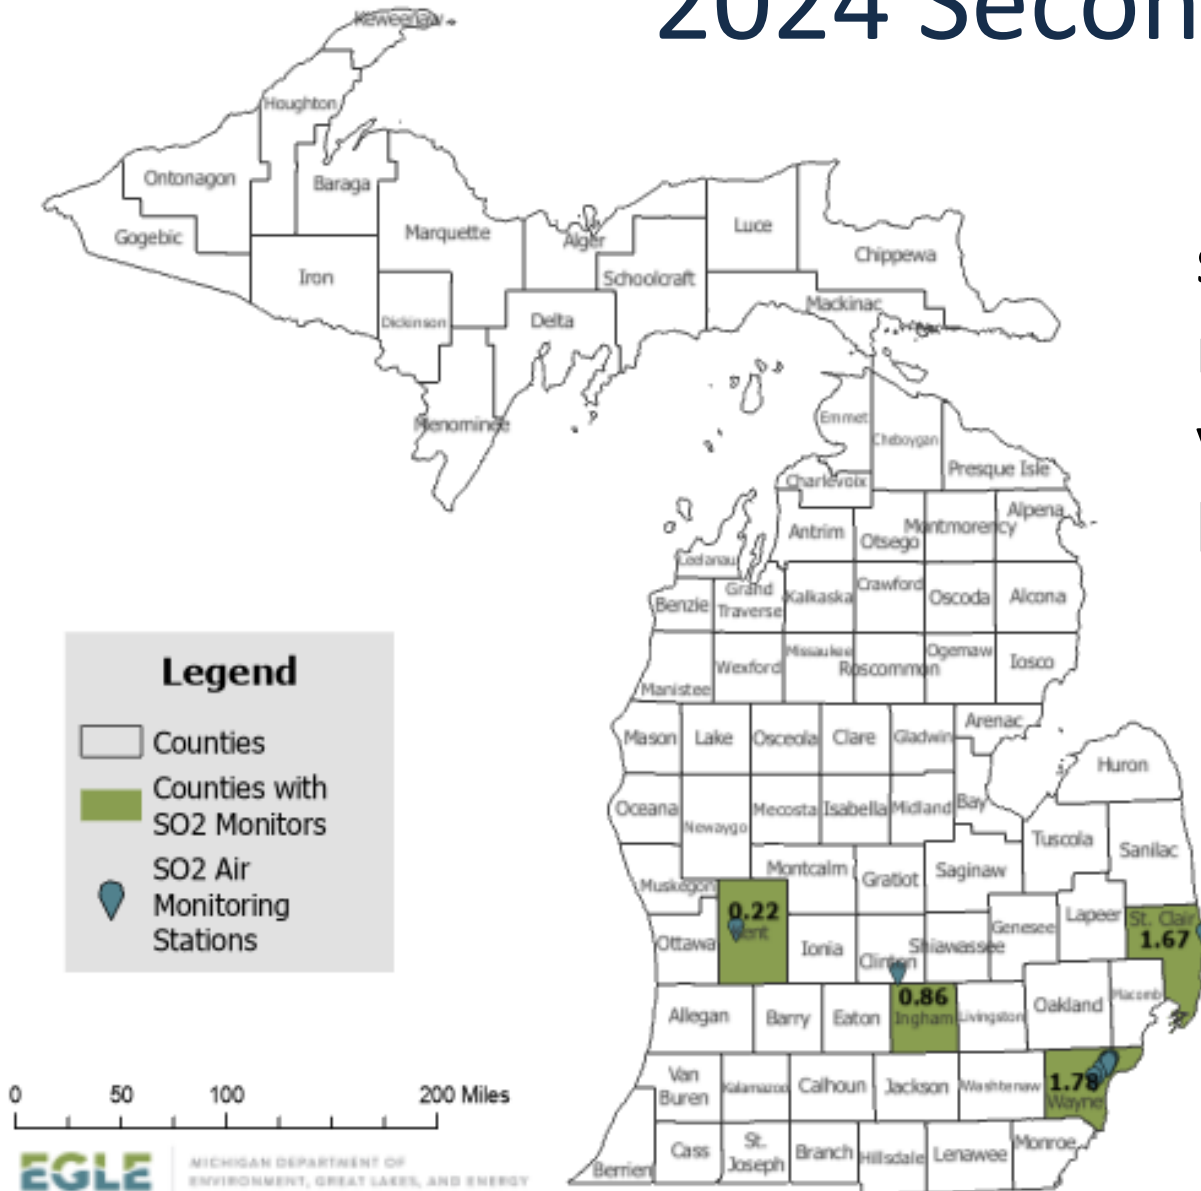 2024 Secon
Keweenaw
Houghton
Ontonagon
Baraga
Gogebic
Marquette
Alger
Luce
Chippewa
Iron
Schoolcraft
Dickinson
Delta
Mackinac
Menominee
Emmet
Cheboygan
Presque Isle
Charlevoix
Antrim
Otsego
Montmorency
Alpena
Leelanau
Benzie
Grand
Traverse
Kalkaska
Crawford
Oscoda
Alcona
Manistee
Wexford
Missaukee
Roscommon
Ogemaw
Iosco
Mason
Lake
Osceola
Clare
Gladwin
Arenac
Huron
Oceana
Newaygo
Mecosta
Isabella
Midland
Bay
Tuscola
Sanilac
Muskegon
Montcalm
Gratiot
Saginaw
Genesee
Lapeer
St. Clair
1.67
Ottawa
0.22
Kent
Ionia
Clinton
Shiawassee
Allegan
Barry
Eaton
0.86
Ingham
Livingston
Oakland
Macomb
Van
Buren
Kalamazoo
Calhoun
Jackson
Washtenaw
1.78
Wayne
Berrien
Cass
St.
Joseph
Branch
Hillsdale
Lenawee
Monroe
Legend
Counties
Counties with
SO2 Monitors
SO2 Air
Monitoring
Stations
0 50 100 200 Miles
EGLE
MICHIGAN DEPARTMENT OF
ENVIRONMENT, GREAT LAKES, AND ENERGY